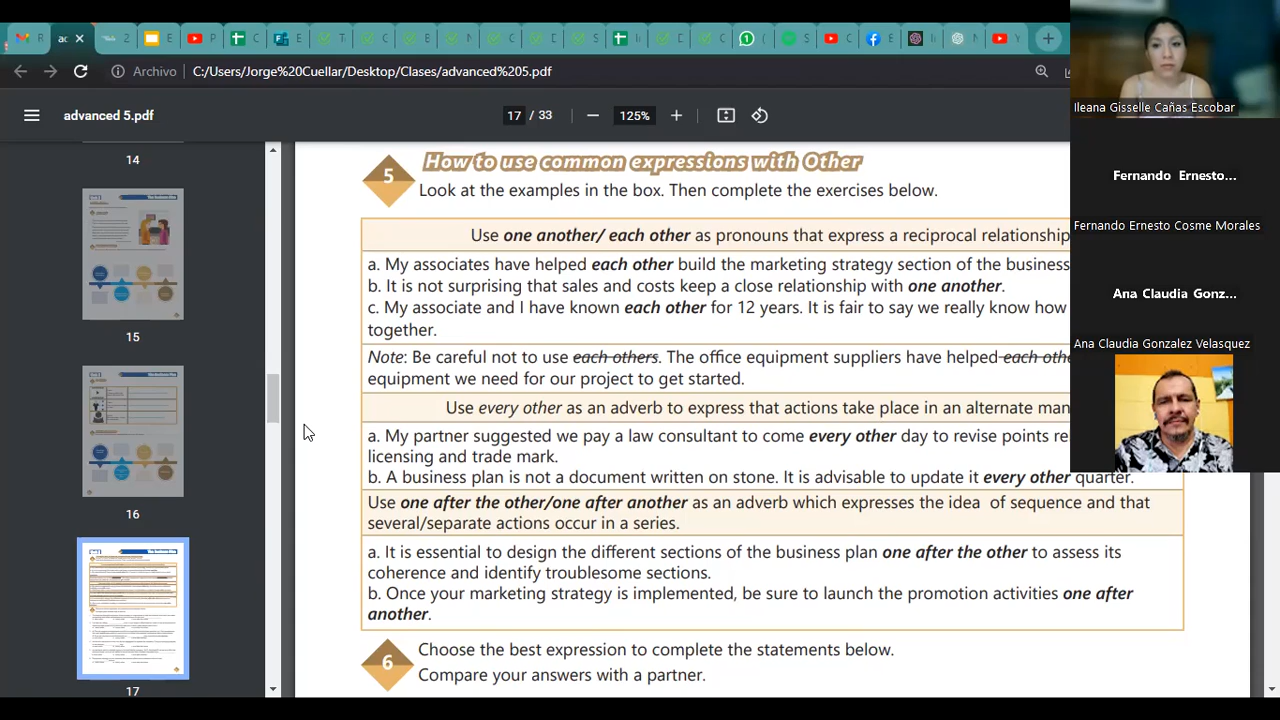 Archivo
C:/Users/Jorge%20Cuellar/Desktop/Clases/advanced%205.pdf
advanced 5.pdf
17 / 33
125%
14
15
16
17
5
How to use common expressions with Other
Look at the examples in the box. Then complete the exercises below.
Use one another/ each other as pronouns that express a reciprocal relationship
a. My associates have helped each other build the marketing strategy section of the business
b. It is not surprising that sales and costs keep a close relationship with one another.
c. My associate and I have known each other for 12 years. It is fair to say we really know how
together.
Note: Be careful not to use each others. The office equipment suppliers have helped each othe
equipment we need for our project to get started.
Use every other as an adverb to express that actions take place in an alternate man
a. My partner suggested we pay a law consultant to come every other day to revise points re
licensing and trade mark.
b. A business plan is not a document written on stone. It is advisable to update it every other quarter.
Use one after the other/one after another as an adverb which expresses the idea of sequence and that
several/separate actions occur in a series.
a. It is essential to design the different sections of the business plan one after the other to assess its
coherence and identify needlesome sections.
b. Once your marketing strategy is implemented, be sure to launch the promotion activities one after
another.
6
Choose the best expression to complete the statements below.
Compare your answers with a partner.
Ileana Gisselle Cañas Escobar
Fernando Ernesto...
Fernando Ernesto Cosme Morales
Ana Claudia Gonz...
Ana Claudia Gonzalez Velasquez